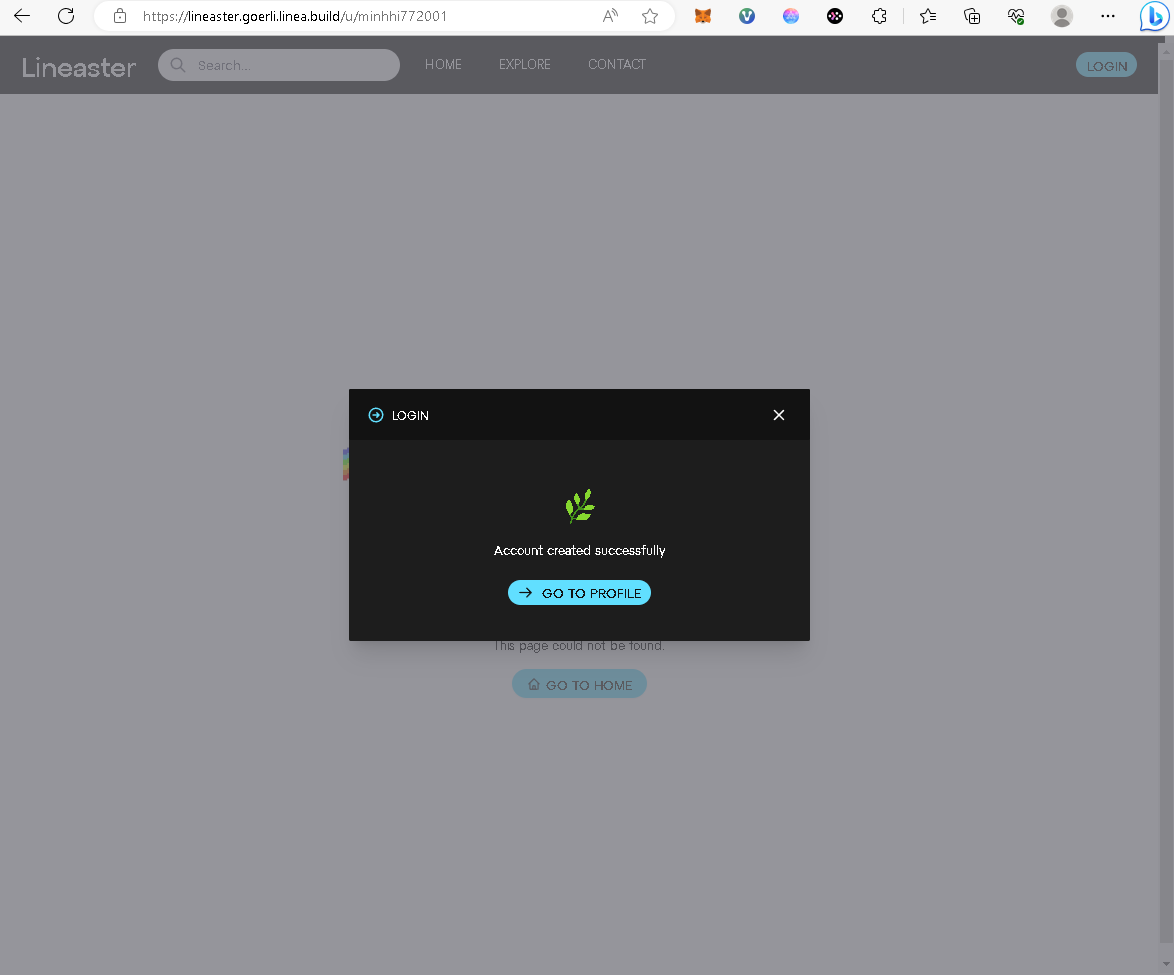 https://lineaster.goerli.linea.build/u/minhhi772001
Lineaster
Search...
HOME
EXPLORE
CONTACT
LOGIN
LOGIN
Account created successfully
GO TO PROFILE
This page could not be found.
GO TO HOME